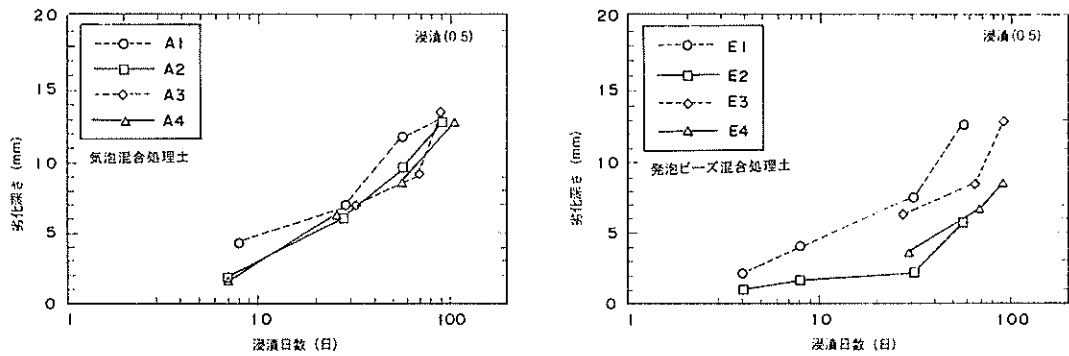 20
15
10
5
0
劣化深さ (mm)
浸漬(0.5)
A1
A2
A3
A4
気泡混合処理土
1
10
100
浸漬日数 (日)
20
15
10
5
0
劣化深さ (mm)
浸漬(0.5)
E1
E2
E3
E4
発泡ビーズ混合処理土
1
10
100
浸漬日数 (日)